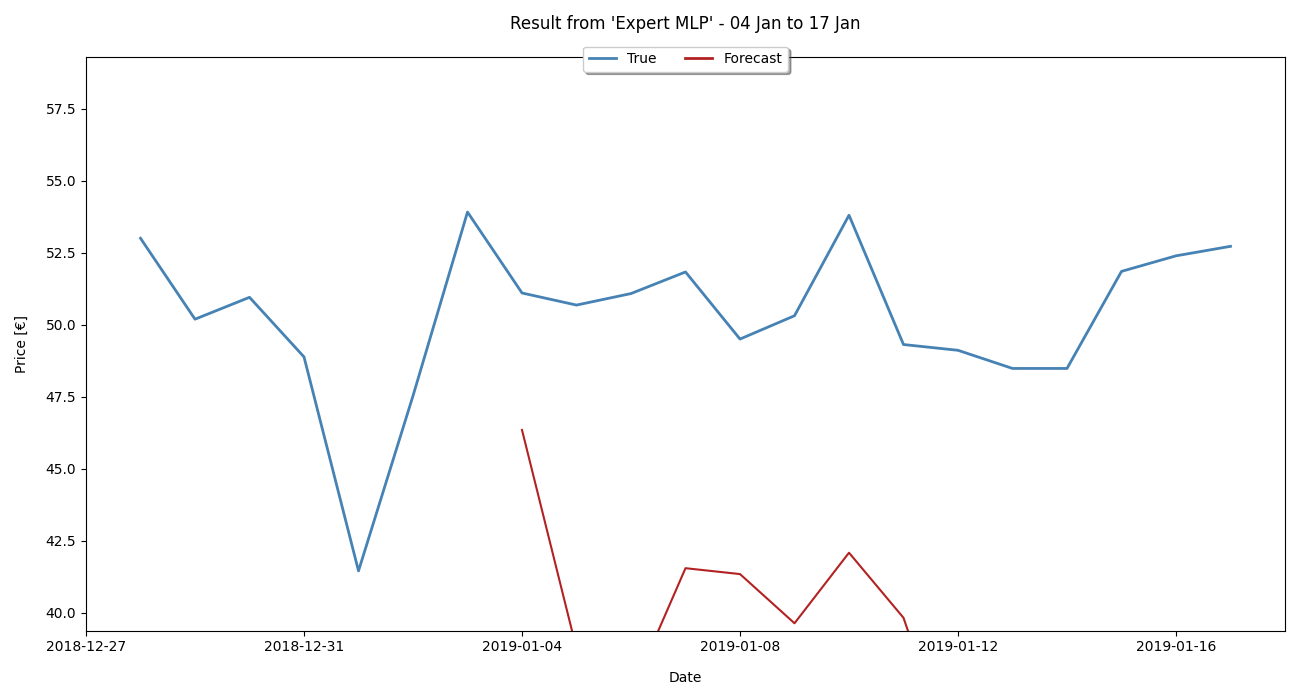 Result from 'Expert MLP' - 04 Jan to 17 Jan
True Forecast
57.5
55.0
52.5
50.0
47.5
45.0
42.5
40.0
Price [€]
2018-12-27 2018-12-31 2019-01-04 2019-01-08 2019-01-12 2019-01-16
Date